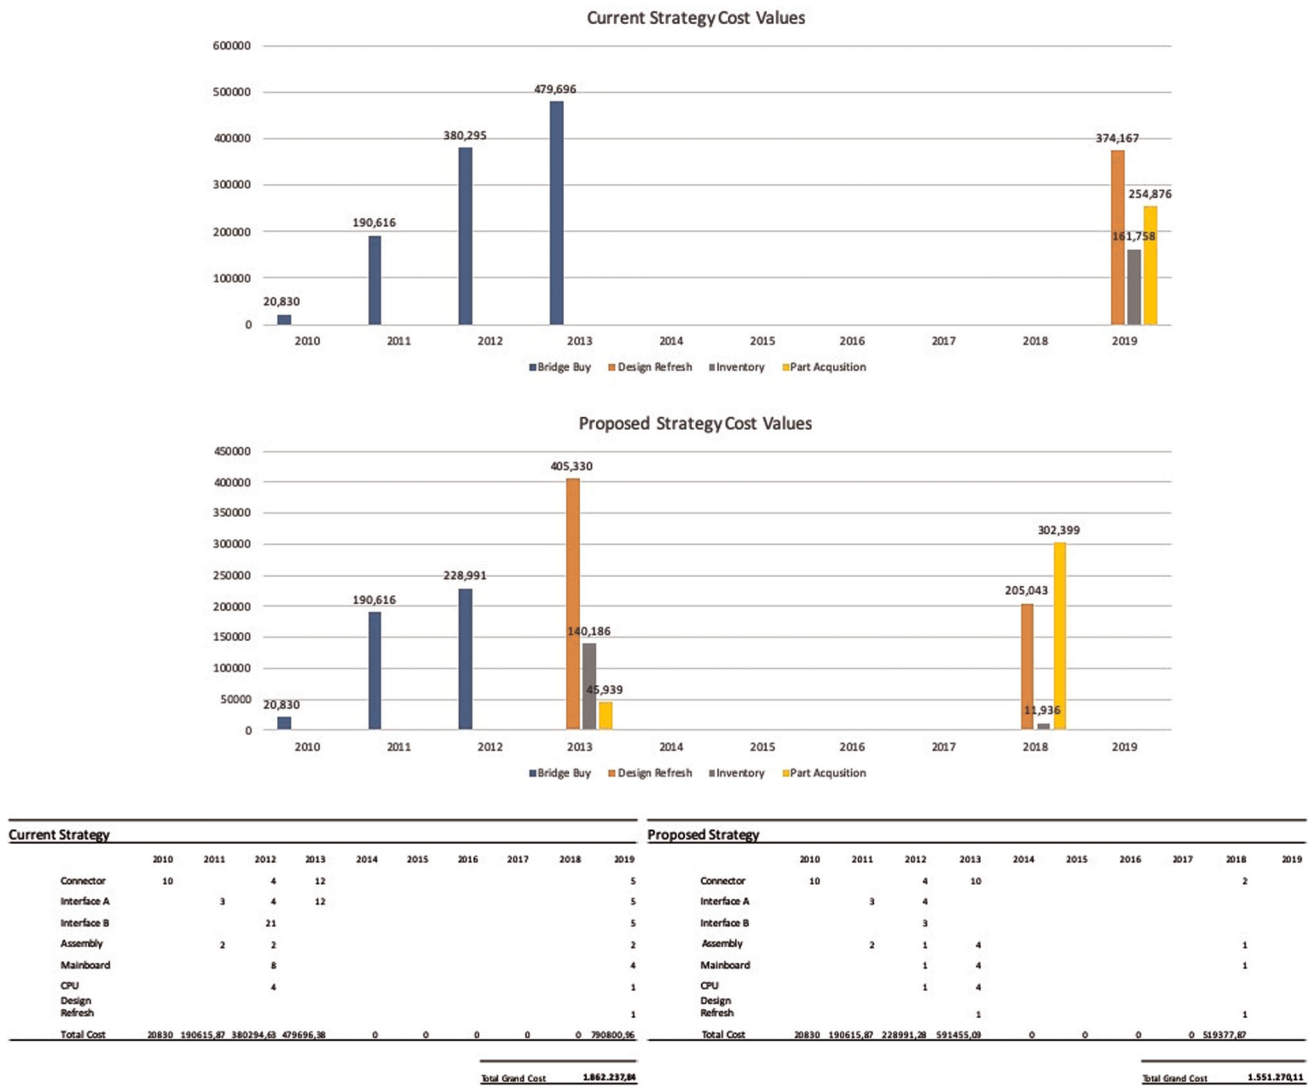 Current Strategy Cost Values
600000
500000
479,696
400000
380,295
374,167
300000
254,876
200000
190,616
161,758
100000
20,830
0
2010 2011 2012 2013 2014 2015 2016 2017 2018 2019
Bridge Buy Design Refresh Inventory Part Acqusition
Proposed Strategy Cost Values
450000
405,330
400000
350000
300000
302,399
250000
228,991
200000
190,616
205,043
150000
140,186
100000
50000
45,939
20,830
11,936
0
2010 2011 2012 2013 2014 2015 2016 2017 2018 2019
Bridge Buy Design Refresh Inventory Part Acqusition
Current Strategy
2010 2011 2012 2013 2014 2015 2016 2017 2018 2019
Connector 10 4 12 5
Interface A 3 4 12 5
Interface B 21 5
Assembly 2 2 2
Mainboard 8 4
CPU 4 1
Design
Refresh 1
Total Cost 20830 190615,87 380294,63 479696,38 0 0 0 0 0 790800,96
Total Grand Cost 1.862.237,84
Proposed Strategy
2010 2011 2012 2013 2014 2015 2016 2017 2018 2019
Connector 10 4 10 2
Interface A 3 4
Interface B 3
Assembly 2 1 4 1
Mainboard 1 4 1
CPU 1 4
Design
Refresh 1 1
Total Cost 20830 190615,87 228991,28 591455,09 0 0 0 0 519377,87
Total Grand Cost 1.551.270,11